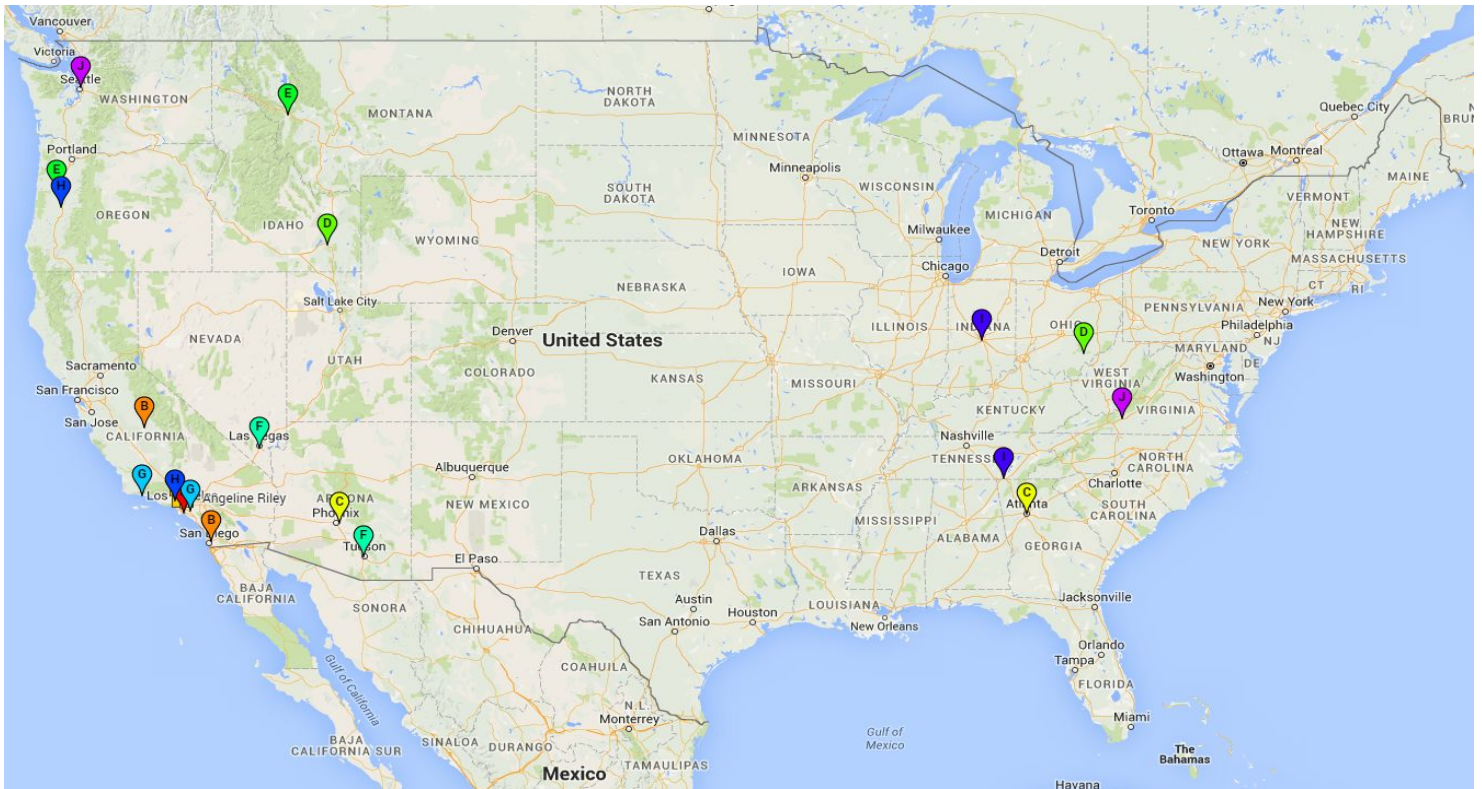 Vancouver
Victoria
Seattle
J
WASHINGTON
E
MONTANA
NORTH
DAKOTA
MINNESOTA
Quebec City
Portland
E
H
OREGON
Minneapolis
Ottawa
Montreal
MAINE
SOUTH
DAKOTA
WISCONSIN
VERMONT
IDAHO
D
WYOMING
MICHIGAN
Toronto
Milwaukee
NEW
HAMPSHIRE
NEW YORK
Detroit
MASSACHUSETTS
Chicago
IOWA
CT
RI
Salt Lake City
NEBRASKA
PENNSYLVANIA
New York
NEVADA
Denver
United States
ILLINOIS
INDIANA
I
OHIO
D
Philadelphia
NJ
UTAH
COLORADO
MARYLAND
DE
Sacramento
San Francisco
San Jose
KANSAS
MISSOURI
WEST
VIRGINIA
Washington
B
CALIFORNIA
F
Las Vegas
KENTUCKY
J
VIRGINIA
Nashville
TENNESSEE
I
OKLAHOMA
NORTH
CAROLINA
Albuquerque
G
H
G
Angeline Riley
ARIZONA
C
Phoenix
NEW MEXICO
ARKANSAS
Charlotte
C
Atlanta
SOUTH
CAROLINA
B
San Diego
F
Tucson
MISSISSIPPI
ALABAMA
GEORGIA
Dallas
El Paso
TEXAS
BAJA
CALIFORNIA
SONORA
Austin
Houston
San Antonio
LOUISIANA
New Orleans
Jacksonville
CHIHUAHUA
Gulf of California
COAHUILA
Orlando
Tampa
FLORIDA
N.L.
Monterrey
Miami
Gulf of
Mexico
BAJA
CALIFORNIA SUR
SINALOA
DURANGO
TAMAULIPAS
Mexico
The
Bahamas
Havana